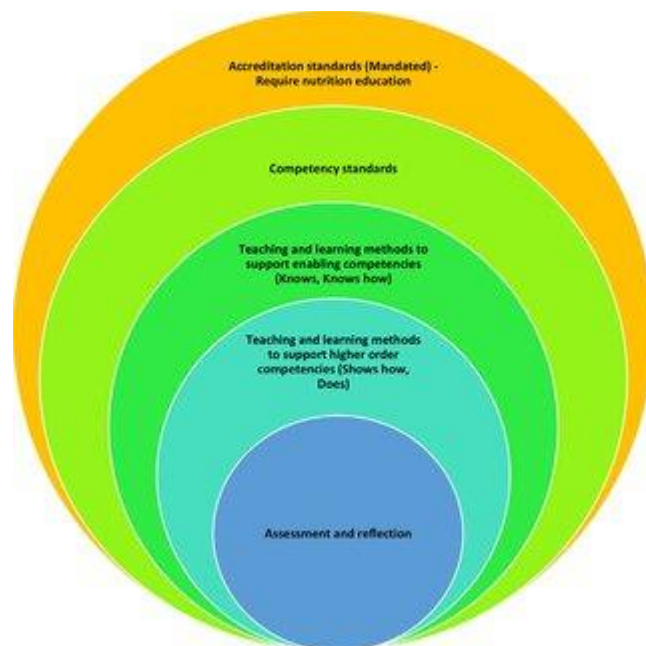 Accreditation standards (Mandated) -
Require nutrition education
Competency standards
Teaching and learning methods to
support enabling competencies
(Knows, Knows how)
Teaching and learning methods
to support higher order
competencies (Shows how,
Does)
Assessment and reflection